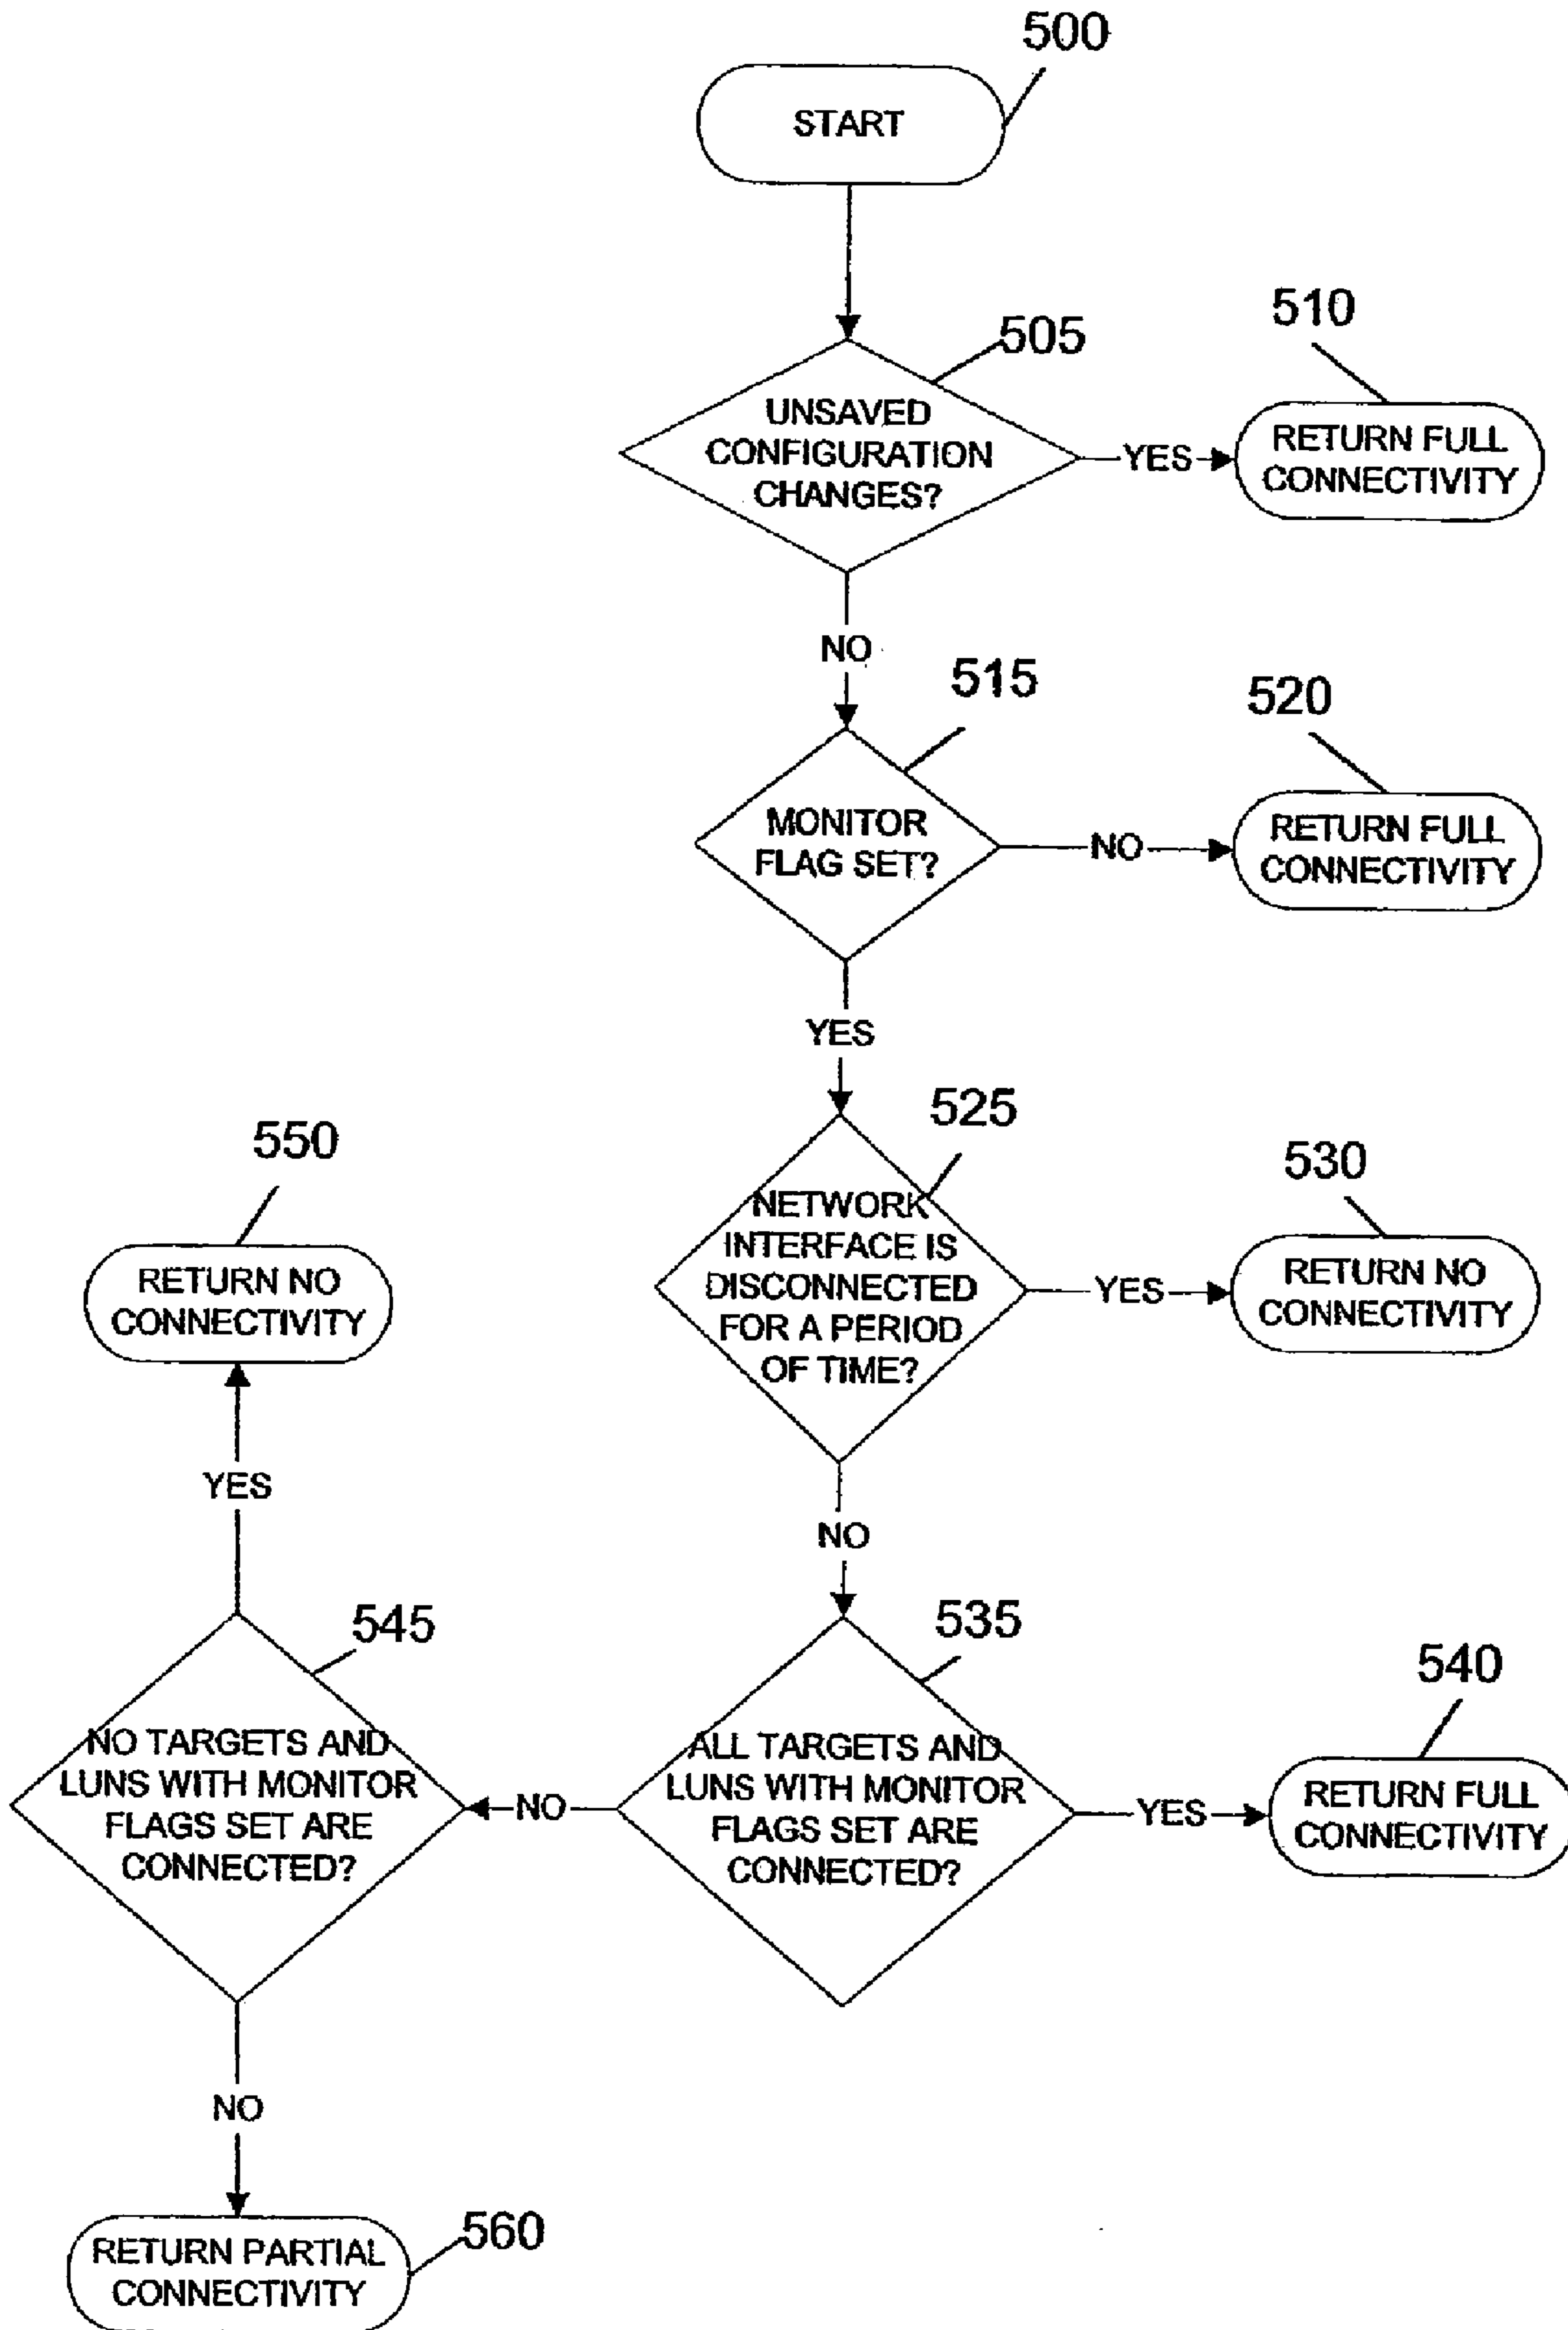 500
START
505
UNSAVED
CONFIGURATION
CHANGES?
YES
510
RETURN FULL
CONNECTIVITY
NO
515
MONITOR
FLAG SET?
NO
520
RETURN FULL
CONNECTIVITY
YES
525
NETWORK
INTERFACE IS
DISCONNECTED
FOR A PERIOD
OF TIME?
YES
530
RETURN NO
CONNECTIVITY
NO
535
ALL TARGETS AND
LUNS WITH MONITOR
FLAGS SET ARE
CONNECTED?
YES
540
RETURN FULL
CONNECTIVITY
NO
545
NO TARGETS AND
LUNS WITH MONITOR
FLAGS SET ARE
CONNECTED?
YES
550
RETURN NO
CONNECTIVITY
NO
560
RETURN PARTIAL
CONNECTIVITY